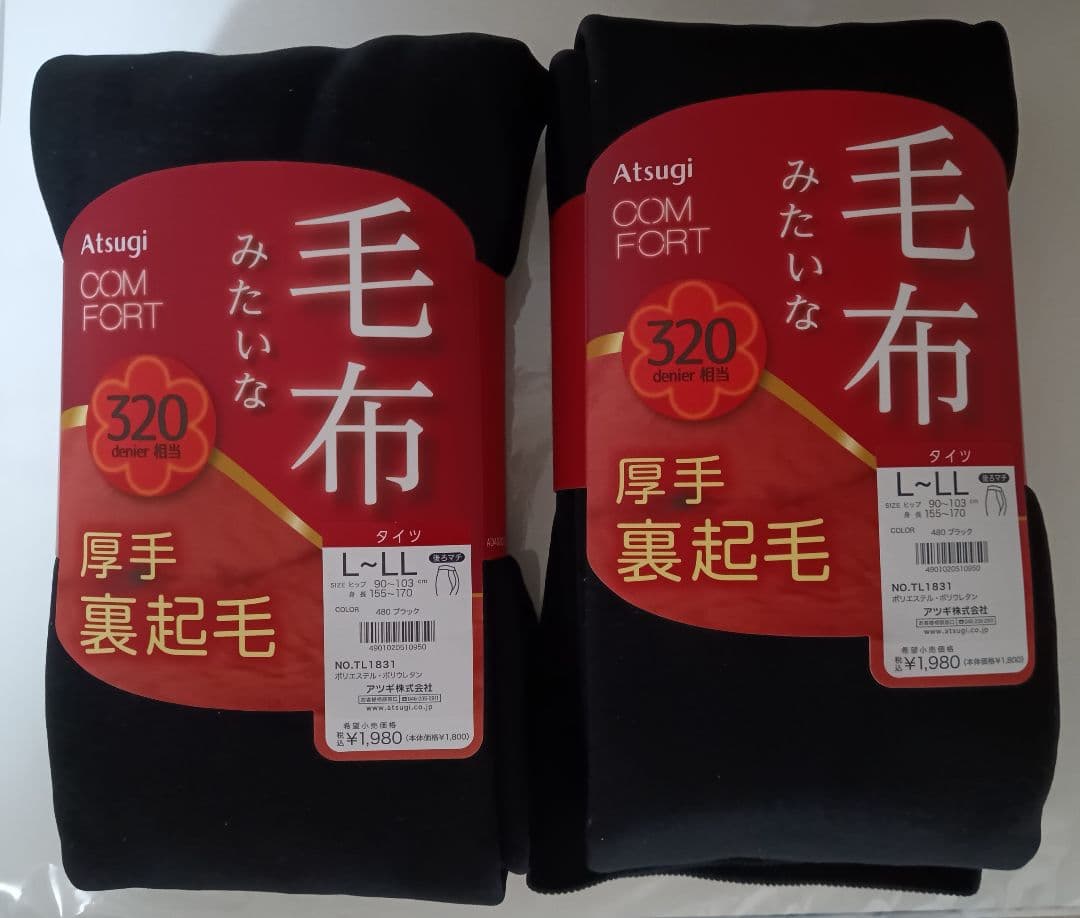 Atsugi
COM
FORT
毛布
みたいな
320
denier 相当
厚手
裏起毛
タイツ
L~LL
後ろマチ
SIZE ヒップ 90~103 cm
身長 155~170
COLOR 480 ブラック
4901020510950
NO.TL1831
ポリエステル・ポリウレタン
アツギ株式会社
www.atsugi.co.jp
希望小売価格
税込 ¥1,980 (本体価格¥1,800)
Atsugi
COM
FORT
毛布
みたいな
320
denier 相当
厚手
裏起毛
タイツ
L~LL
後ろマチ
SIZE ヒップ 90~103 cm
身長 155~170
COLOR 480 ブラック
4901020510950
NO.TL1831
ポリエステル・ポリウレタン
アツギ株式会社
www.atsugi.co.jp
希望小売価格
税込 ¥1,980 (本体価格¥1,800)